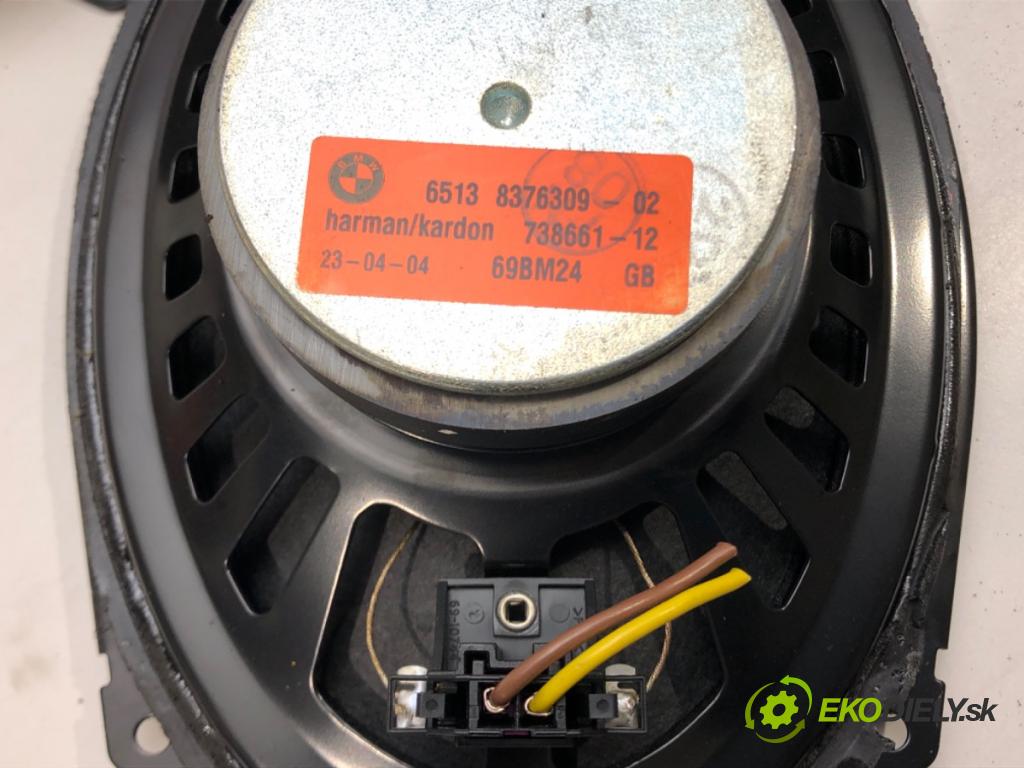 BMW
6513 8376309-02
harman/kardon 738661-12
23-04-04 69BM24 GB
EKODIELY.sk